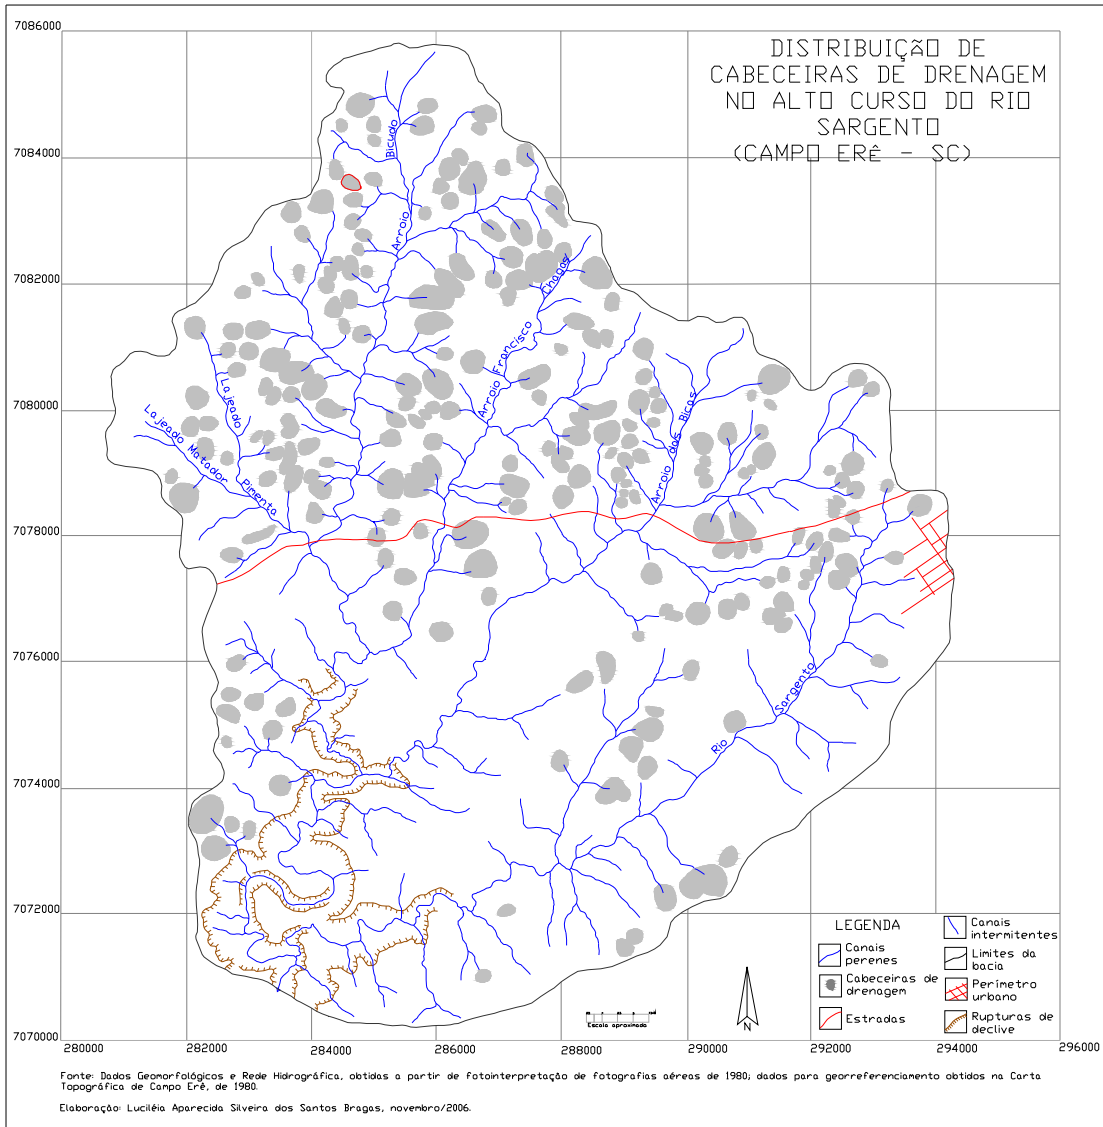 DISTRIBUIÇÃO DE
CABECEIRAS DE DRENAGEM
NO ALTO CURSO DO RIO
SARGENTO
(CAMPO ERÊ - SC)
7086000
7084000
7082000
7080000
7078000
7076000
7074000
7072000
7070000
280000
282000
284000
286000
288000
290000
292000
294000
296000
Arroio Bicudo
Arroio Francisco Chagas
Arroio das Bicas
Lajeado
Lajeado Matador
Pimenta
Rio Sargento
LEGENDA
Canais
perenes
Cabeceiras de
drenagem
Estradas
Canais
intermitentes
Limites da
bacia
Perímetro
urbano
Rupturas de
declive
Escala aproximada
N
Fonte: Dados Geomorfológicos e Rede Hidrográfica, obtidas a partir de fotointerpretação de fotografias aéreas de 1980; dados para georreferenciamento obtidos na Carta
Topográfica de Campo Erê, de 1980.
Elaboração: Luciléia Aparecida Silveira dos Santos Bragas, novembro/2006.